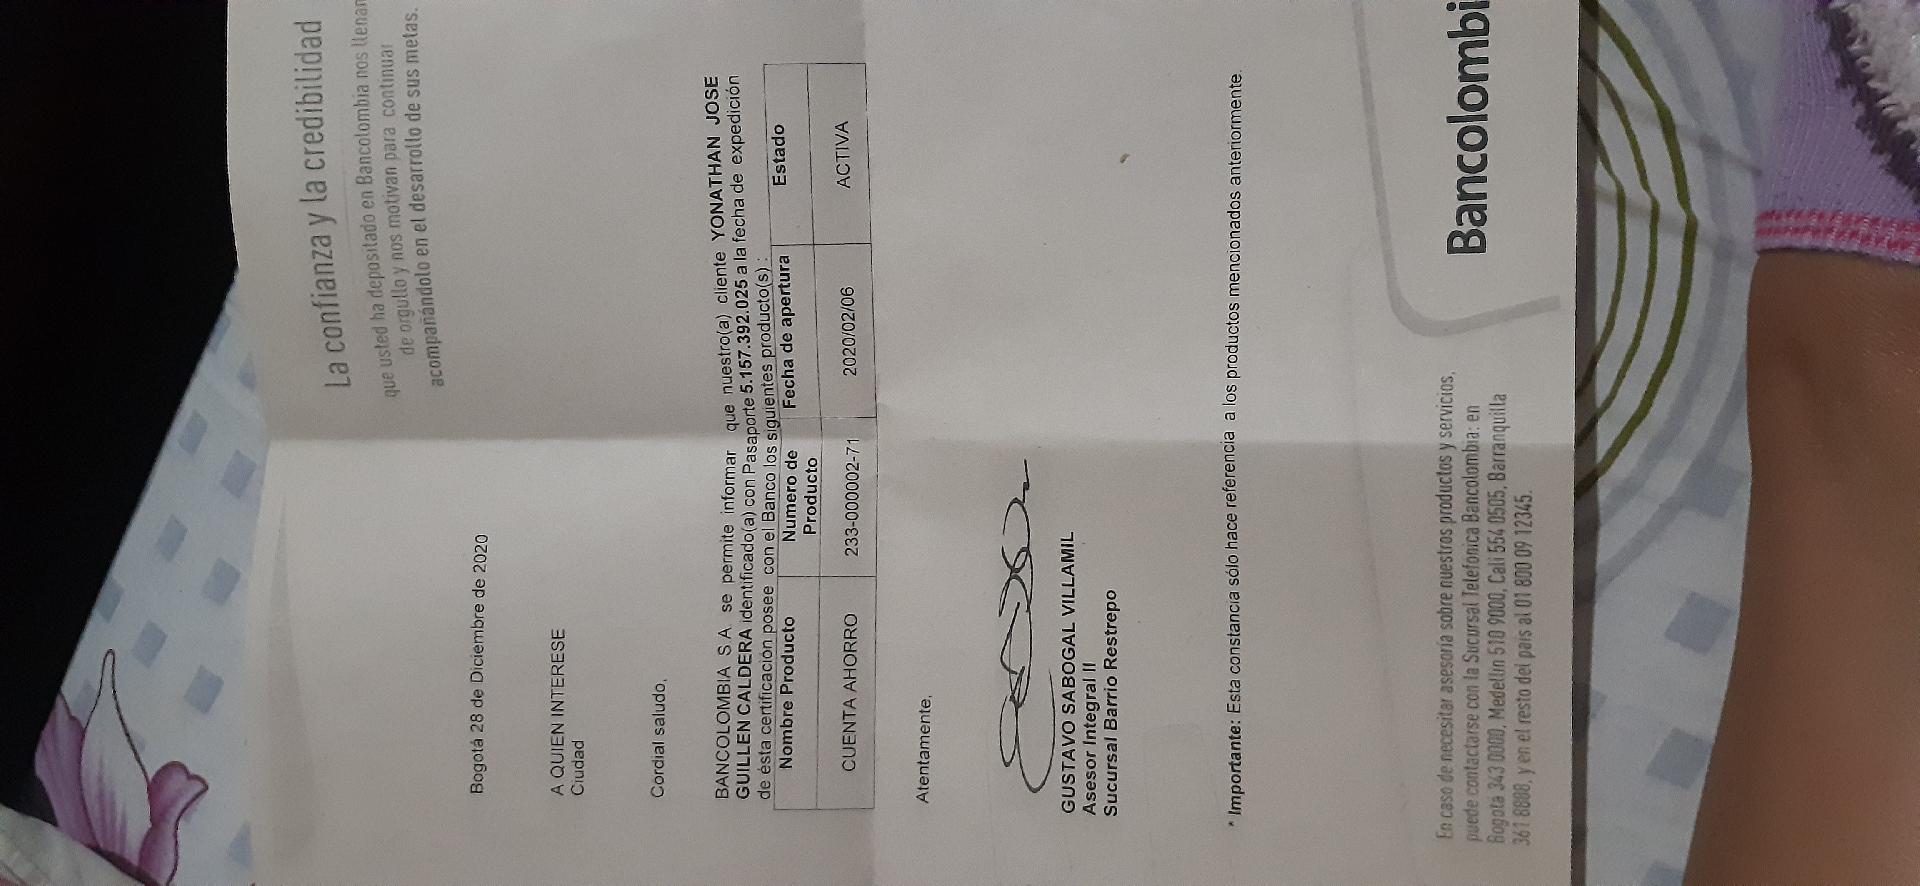 La confianza y la credibilidad
que usted ha depositado en Bancolombia nos llenan
de orgullo y nos motivan para continuar
acompañándolo en el desarrollo de sus metas.
Bogotá 28 de Diciembre de 2020
A QUIEN INTERESE
Ciudad
Cordial saludo,
BANCOLOMBIA S.A. se permite informar que nuestro(a) cliente YONATHAN JOSE
GUILLEN CALDERA identificado(a) con Pasaporte 5.157.392.025 a la fecha de expedición
de ésta certificación posee con el Banco los siguientes producto(s) :
Nombre Producto Numero de Producto Fecha de apertura Estado
CUENTA AHORRO 233-000002-71 2020/02/06 ACTIVA
Atentamente,
GUSTAVO SABOGAL VILLAMIL
Asesor Integral II
Sucursal Barrio Restrepo
* Importante: Esta constancia sólo hace referencia a los productos mencionados anteriormente.
En caso de necesitar asesoría sobre nuestros productos y servicios,
puede contactarse con la Sucursal Telefónica Bancolombia: en
Bogotá 343 0000, Medellín 510 9000, Cali 554 0505, Barranquilla
361 8888, y en el resto del país al 01 800 09 12345.
Bancolombi